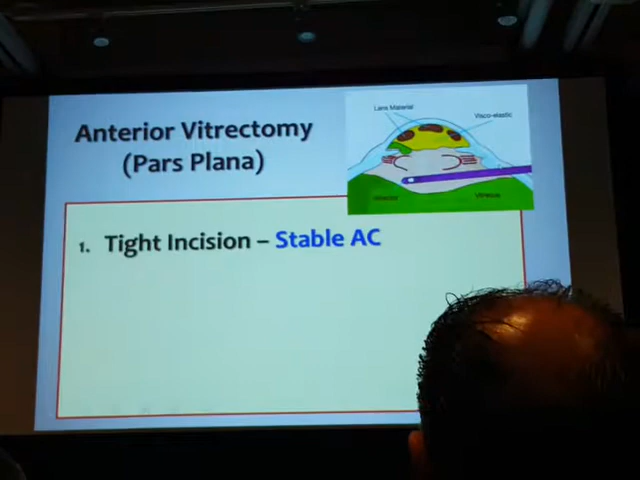 Anterior Vitrectomy
(Pars Plana)
Lens Material
Visco-elastic
Vitreous
1. Tight Incision – Stable AC